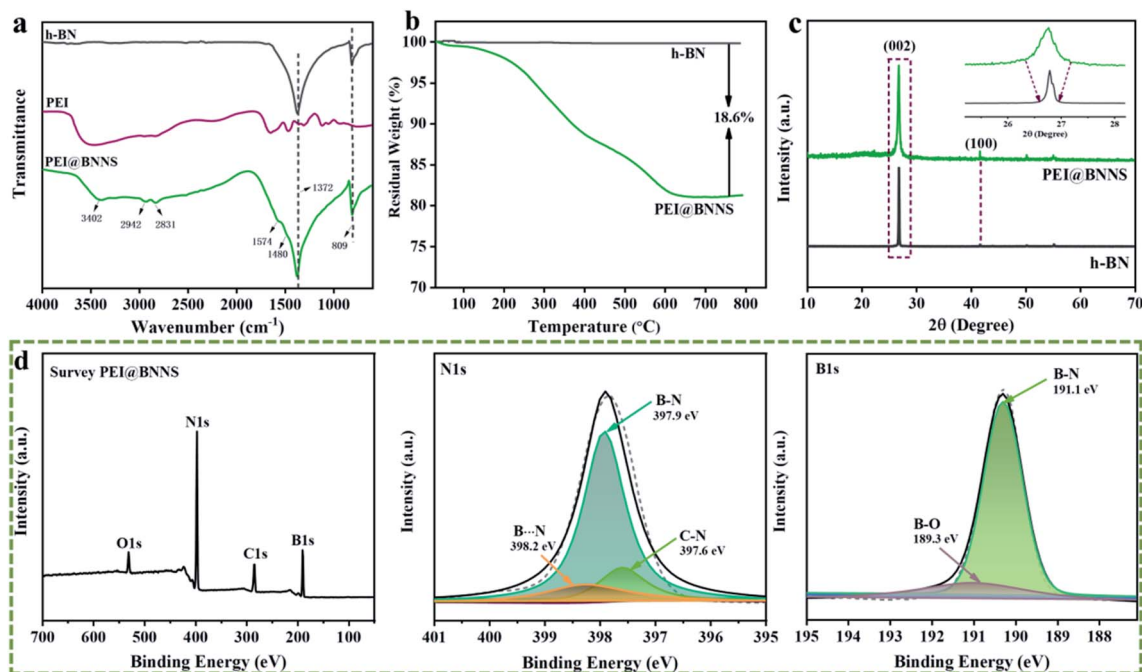 a
h-BN
PEI
PEI@BNNS
3402
2942
2831
1574
1480
1372
809
Transmittance
4000 3500 3000 2500 2000 1500 1000
Wavenumber (cm⁻¹)
b
100
95
90
85
80
75
70
h-BN
18.6%
PEI@BNNS
Residual Weight (%)
100 200 300 400 500 600 700 800 900
Temperature (°C)
c
(002)
(100)
26 27 28
2θ (Degree)
PEI@BNNS
h-BN
Intensity (a.u.)
10 20 30 40 50 60 70
2θ (Degree)
d
Survey PEI@BNNS
N1s
O1s
C1s
B1s
Intensity (a.u.)
700 600 500 400 300 200 100
Binding Energy (eV)
N1s
B-N
397.9 eV
B···N
398.2 eV
C-N
397.6 eV
Intensity (a.u.)
401 400 399 398 397 396 395
Binding Energy (eV)
B1s
B-N
191.1 eV
B-O
189.3 eV
Intensity (a.u.)
195 194 193 192 191 190 189 188
Binding Energy (eV)